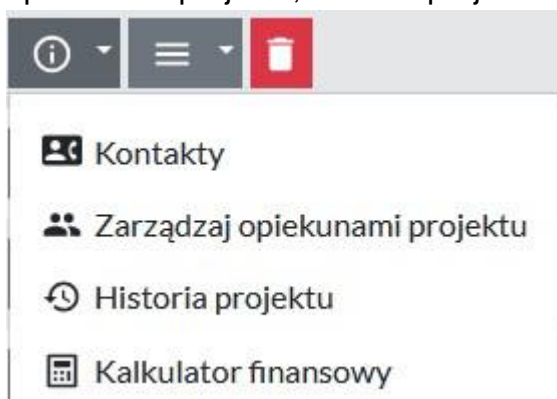 Kontakty
Zarządzaj opiekunami projektu
Historia projektu
Kalkulator finansowy